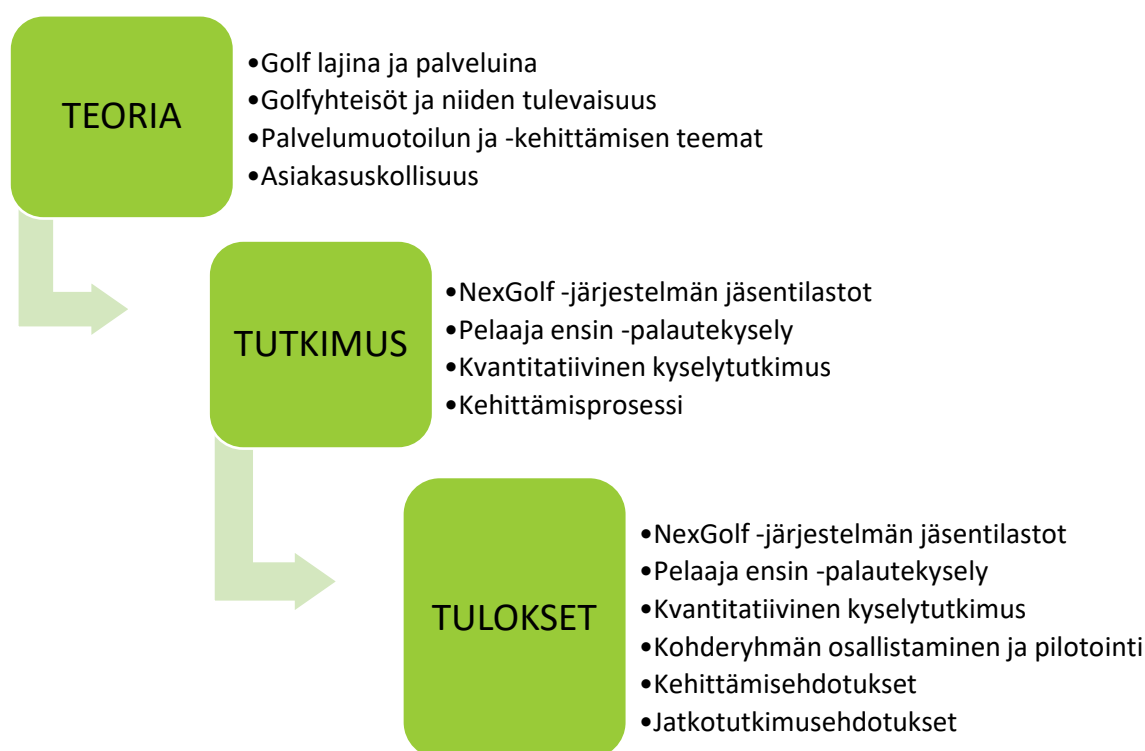 TEORIA
•Golf lajina ja palveluina
•Golfyhteisöt ja niiden tulevaisuus
•Palvelumuotoilun ja -kehittämisen teemat
•Asiakasuskollisuus
TUTKIMUS
•NexGolf -järjestelmän jäsentilastot
•Pelaaja ensin -palautekysely
•Kvantitatiivinen kyselytutkimus
•Kehittämisprosessi
TULOKSET
•NexGolf -järjestelmän jäsentilastot
•Pelaaja ensin -palautekysely
•Kvantitatiivinen kyselytutkimus
•Kohderyhmän osallistaminen ja pilotointi
•Kehittämisehdotukset
•Jatkotutkimusehdotukset